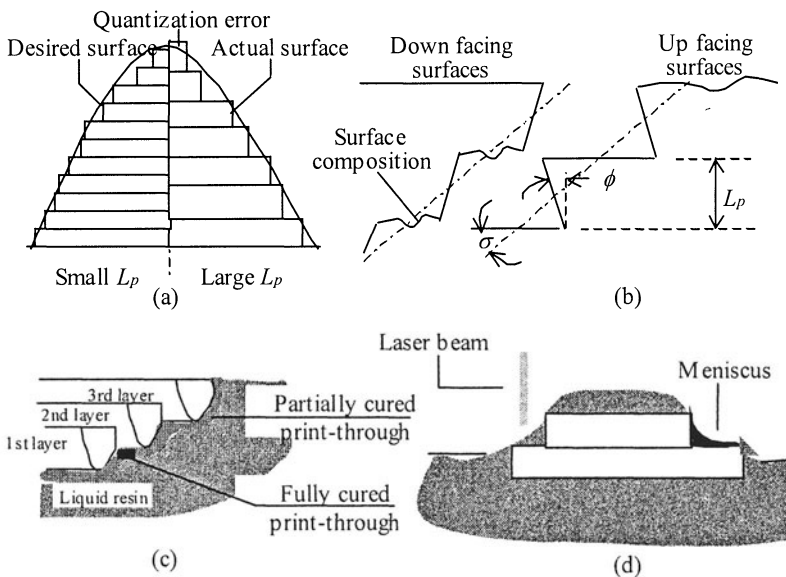 Quantization error
Desired surface
Actual surface
Small Lp
Large Lp
(a)
Down facing
surfaces
Up facing
surfaces
Surface
composition
ϕ
Lp
σ
(b)
3rd layer
2nd layer
1st layer
Partially cured
print-through
Liquid resin
Fully cured
print-through
(c)
Laser beam
Meniscus
(d)